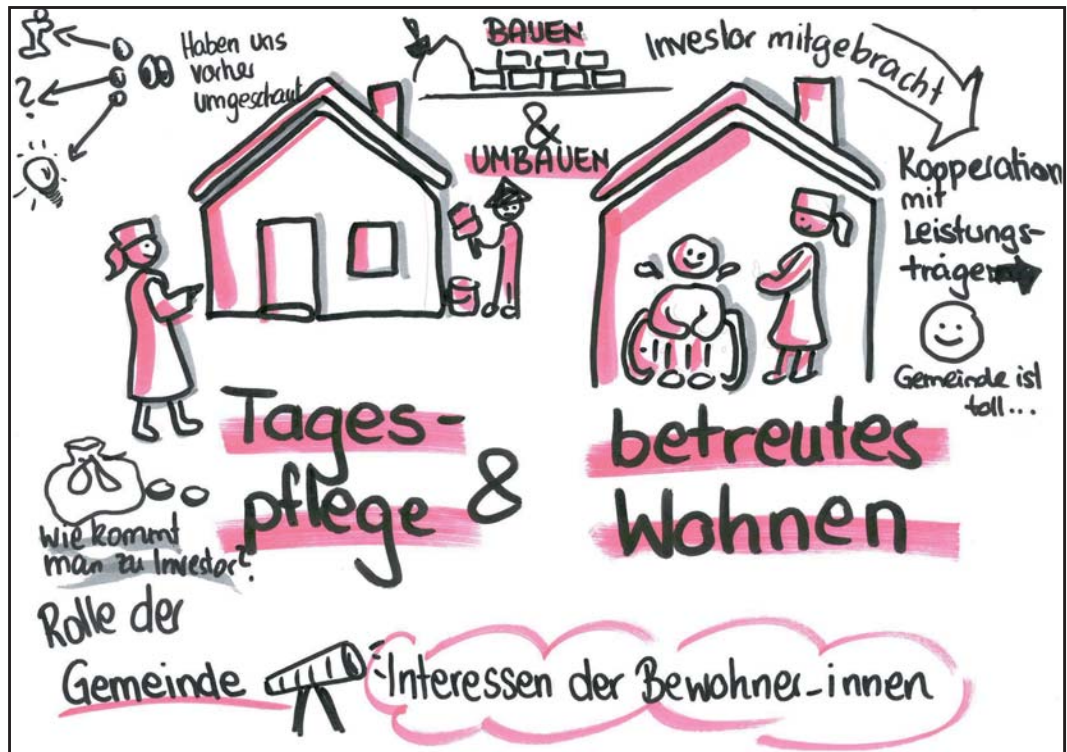 ?
Haben uns
vorher
umgeschaut
BAUEN
&
UMBAUEN
Investor mitgebracht
Kopperation
mit
Leistungs-
träger
Gemeinde ist
toll...
Tages-
pflege &
betreutes
Wohnen
Wie kommt
man zu Investor?
Rolle der
Gemeinde
Interessen der Bewohner_innen